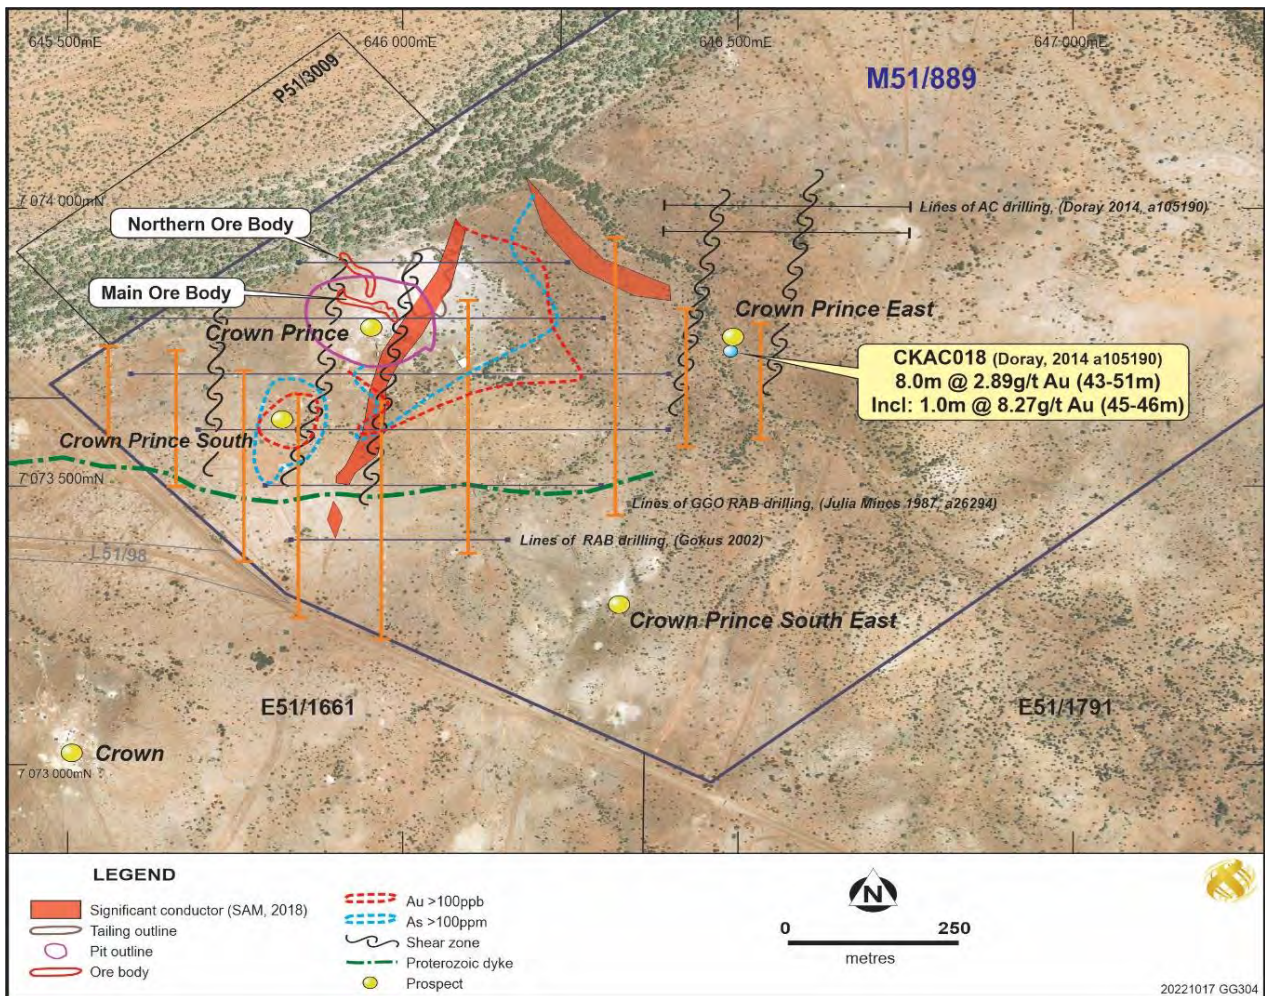 645 500mE
646 000mE
646 500mE
647 000mE
P51/3009
M51/889
7 074 000mN
Northern Ore Body
Lines of AC drilling, (Doray 2014, a105190)
Main Ore Body
Crown Prince
Crown Prince East
CKAC018 (Doray, 2014 a105190)
8.0m @ 2.89g/t Au (43-51m)
Incl: 1.0m @ 8.27g/t Au (45-46m)
Crown Prince South
7 073 500mN
Lines of GGO RAB drilling, (Julia Mines 1987, a26294)
L51/98
Lines of RAB drilling, (Gokus 2002)
Crown Prince South East
E51/1661
E51/1791
Crown
7 073 000mN
LEGEND
Significant conductor (SAM, 2018)
Tailing outline
Pit outline
Ore body
Au >100ppb
As >100ppm
Shear zone
Proterozoic dyke
Prospect
N
0 250
metres
20221017 GG304